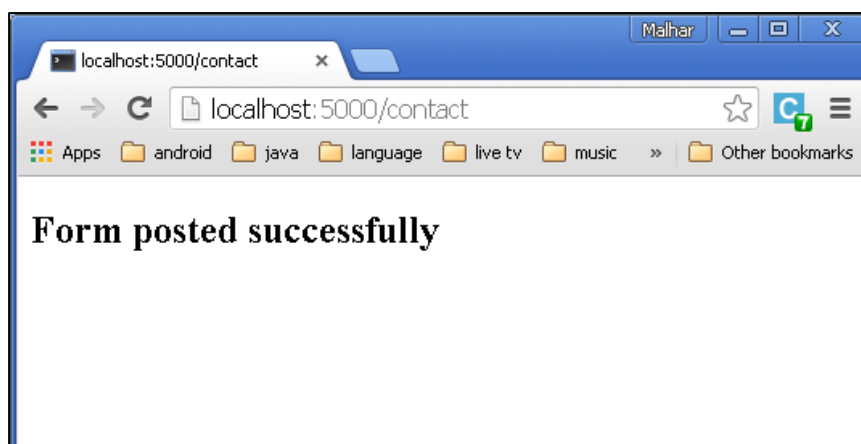 Malhar
localhost:5000/contact
localhost:5000/contact
C 7
Apps android java language live tv music » Other bookmarks
Form posted successfully